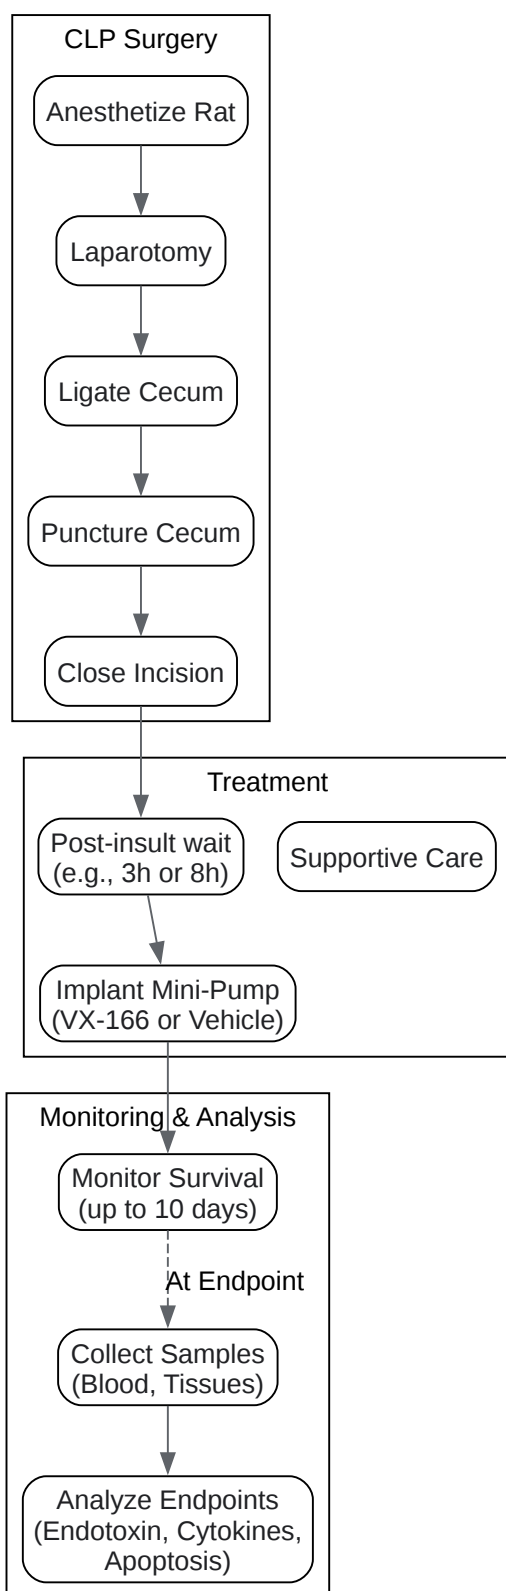 CLP Surgery
Anesthetize Rat
Laparotomy
Ligate Cecum
Puncture Cecum
Close Incision
Treatment
Post-insult wait
(e.g., 3h or 8h)
Supportive Care
Implant Mini-Pump
(VX-166 or Vehicle)
Monitoring & Analysis
Monitor Survival
(up to 10 days)
At Endpoint
Collect Samples
(Blood, Tissues)
Analyze Endpoints
(Endotoxin, Cytokines,
Apoptosis)